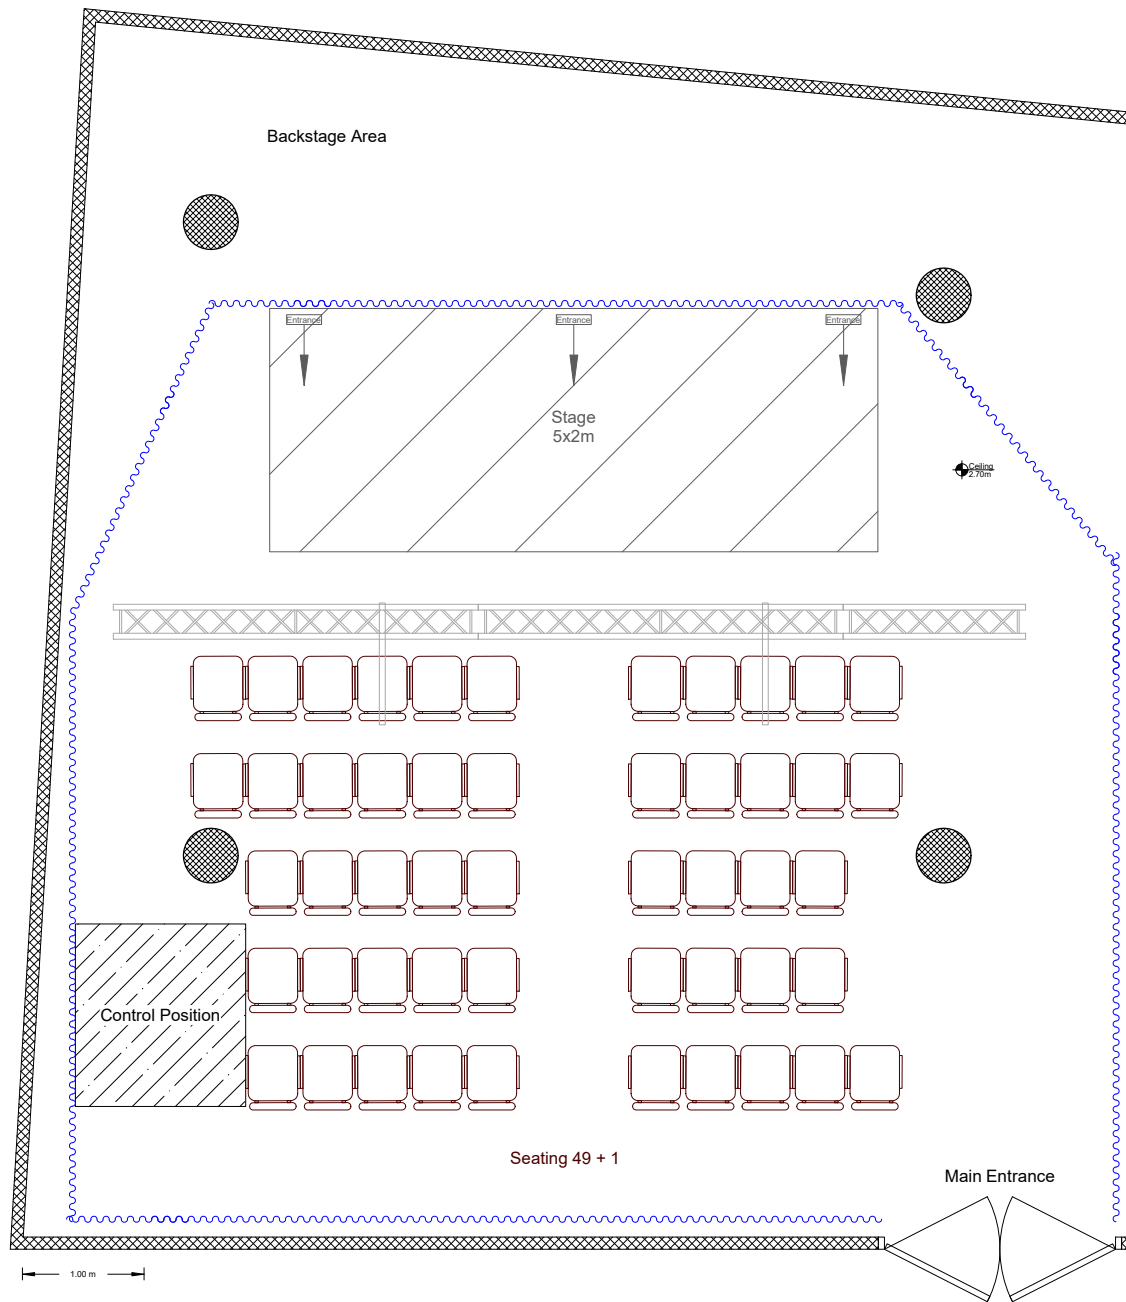 Backstage Area
Entrance
Entrance
Entrance
Stage
5x2m
Ceiling
2.70m
Control Position
Seating 49 + 1
Main Entrance
1.00 m